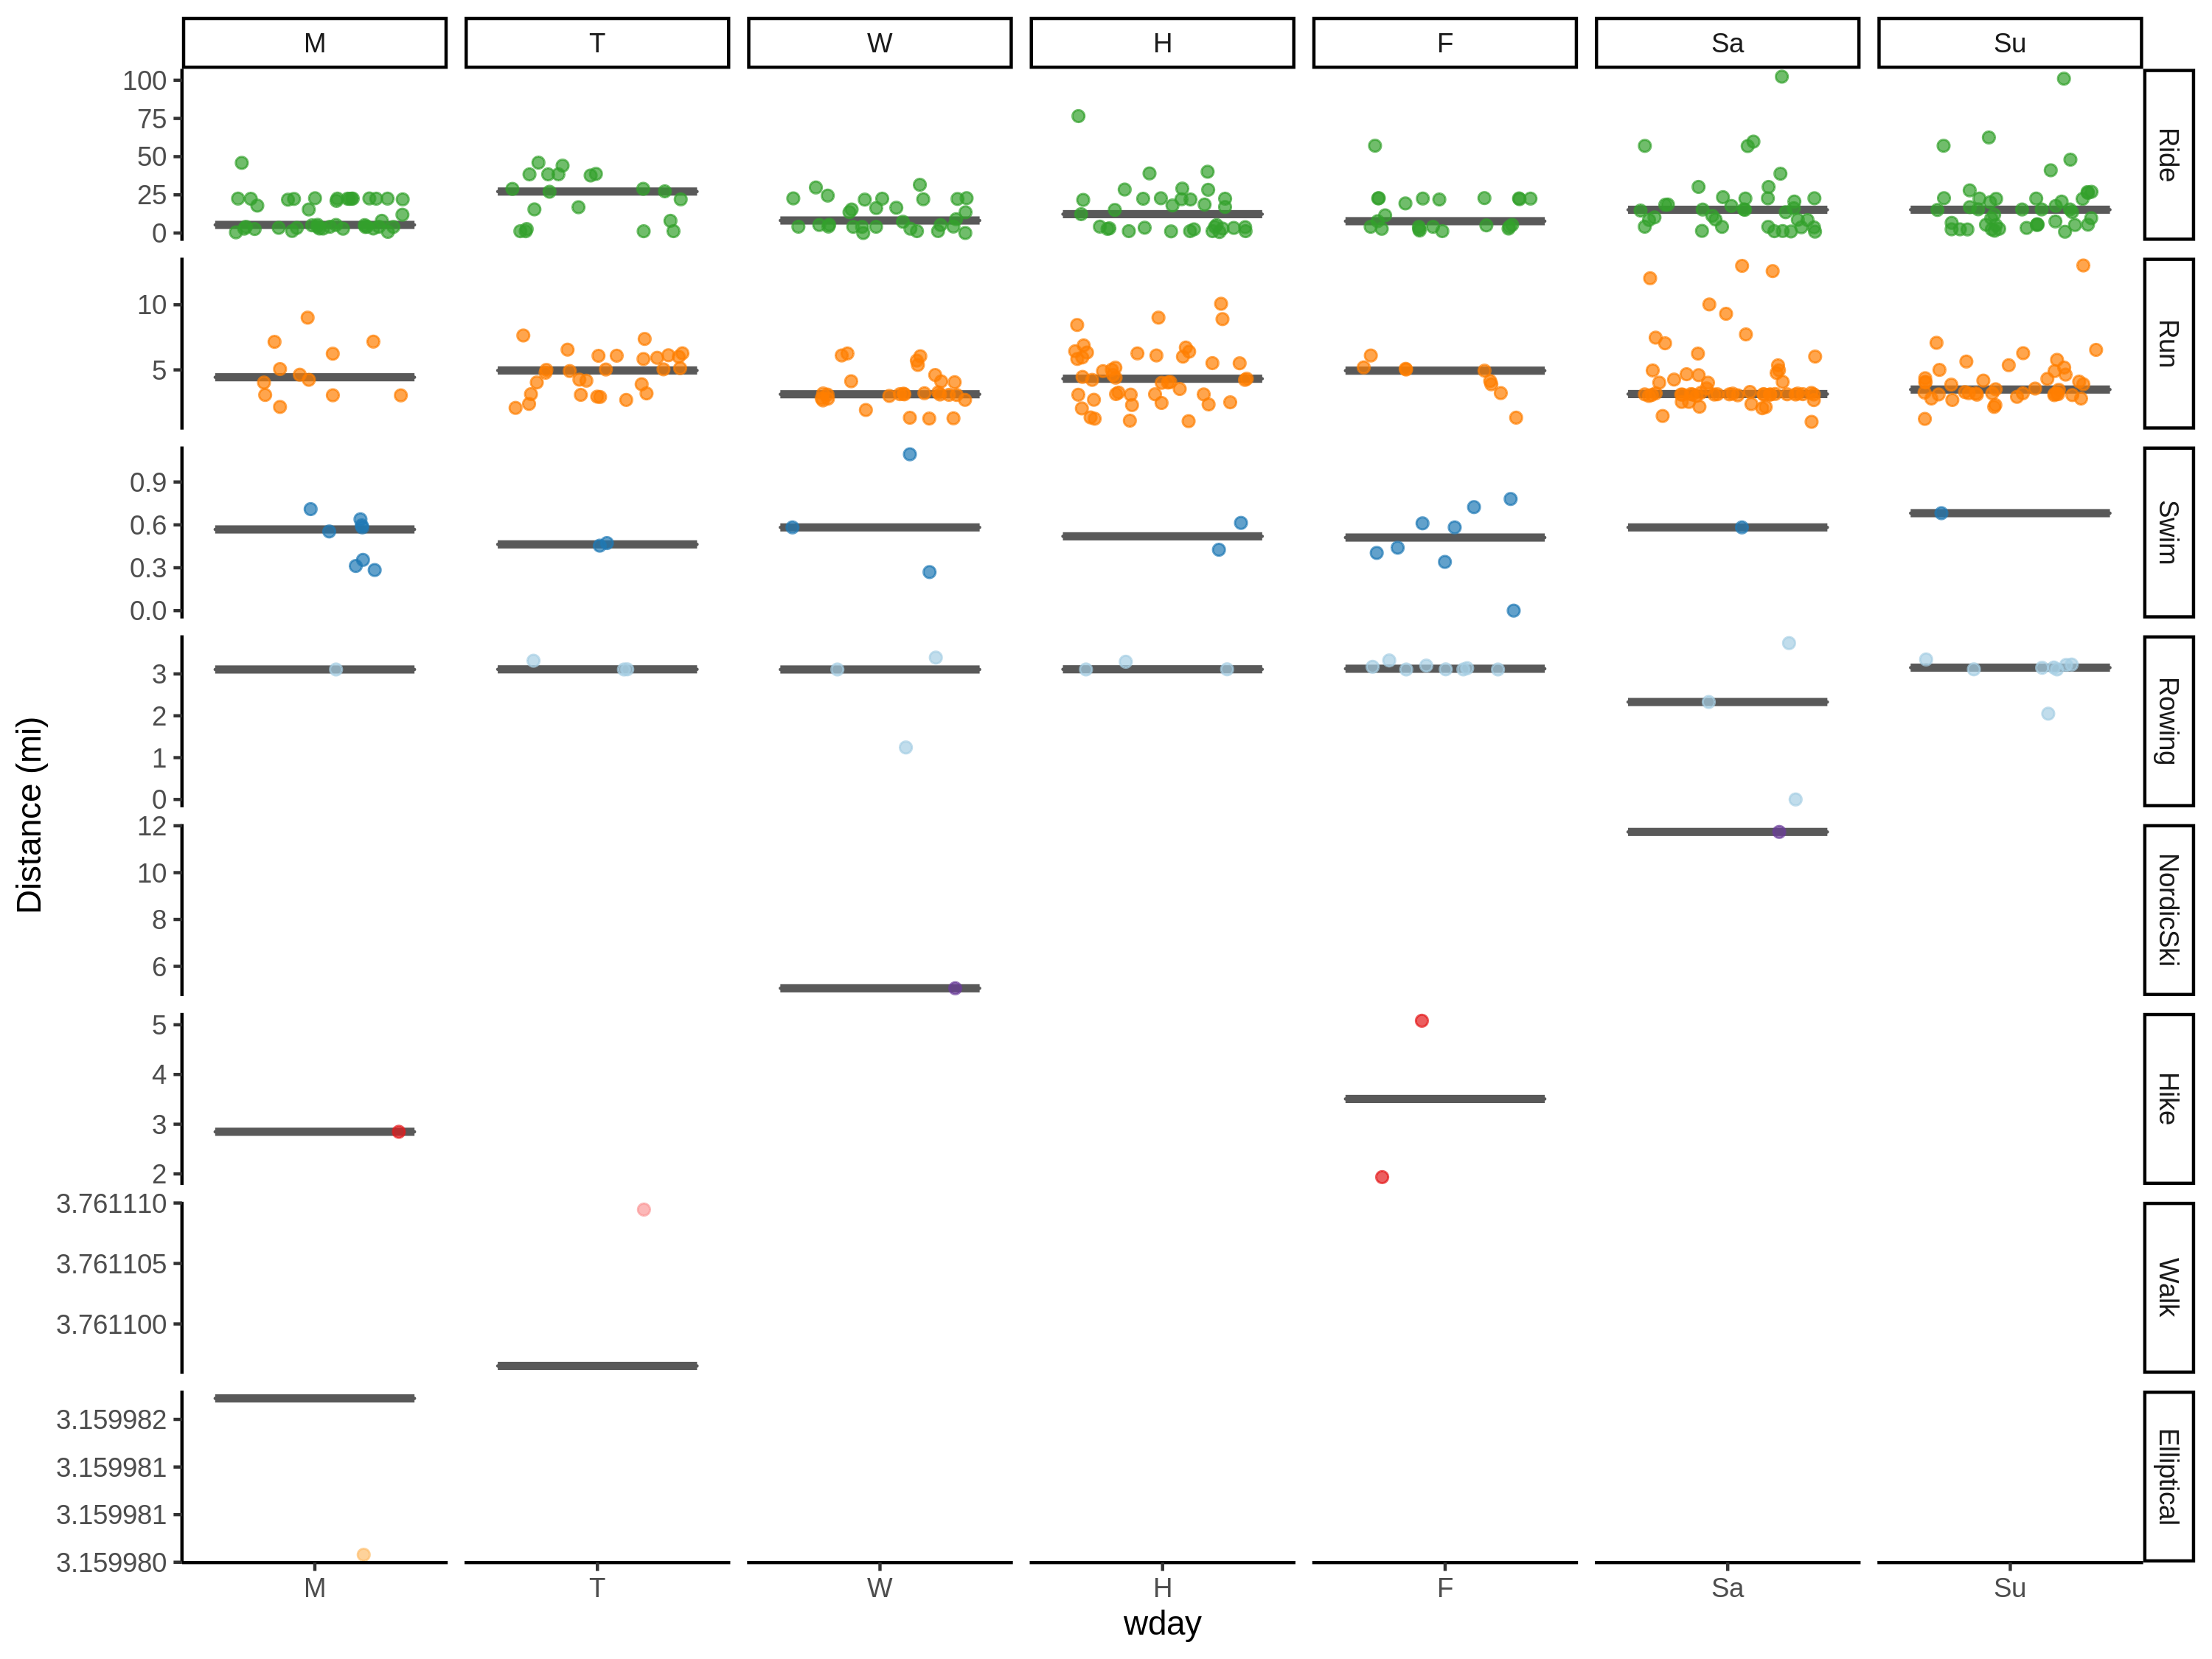 M T W H F Sa Su
100
75
50
25
0
Ride
10
5
Run
0.9
0.6
0.3
0.0
Swim
3
2
1
0
Rowing
12
10
8
6
NordicSki
5
4
3
2
Hike
3.761110
3.761105
3.761100
Walk
3.159982
3.159981
3.159981
3.159980
Elliptical
Distance (mi)
M T W H F Sa Su
wday